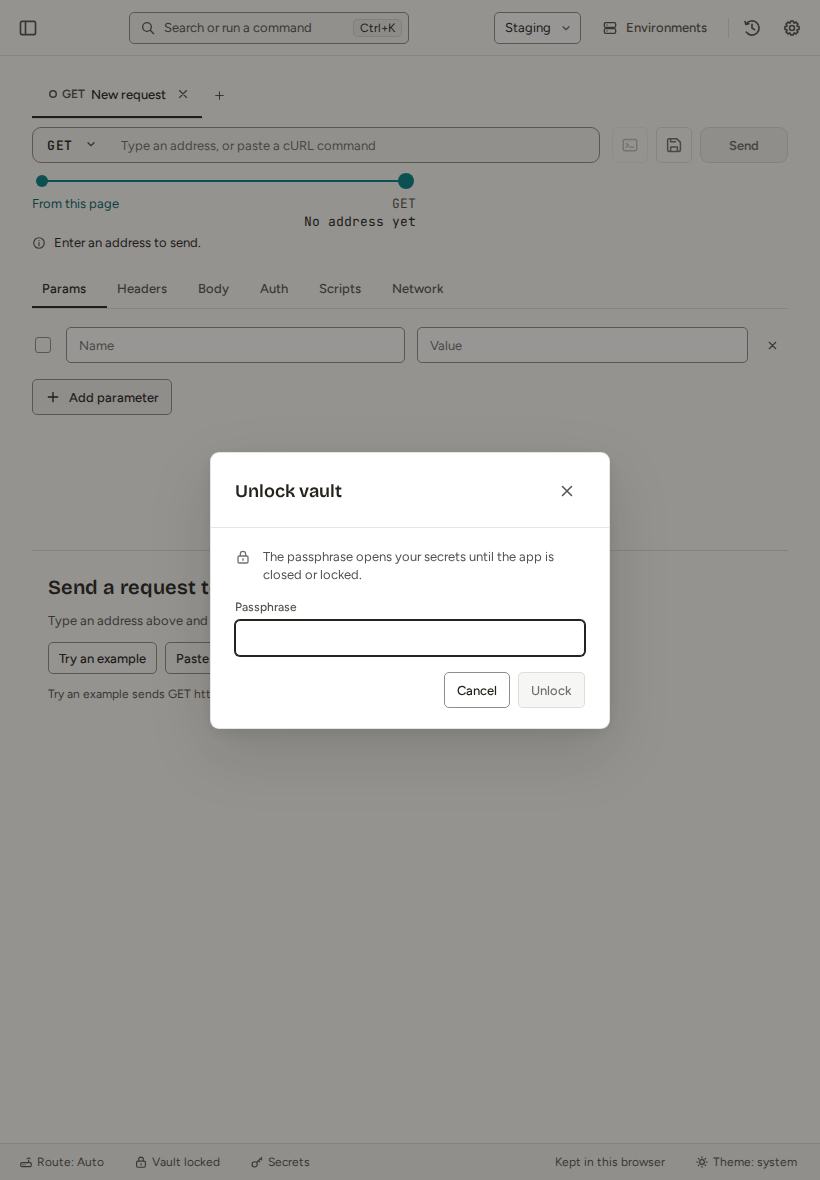 Search or run a command Ctrl+K Staging Environments
GET New request
GET Type an address, or paste a cURL command Send
From this page GET
No address yet
Enter an address to send.
Params Headers Body Auth Scripts Network
Name Value
Add parameter
Unlock vault
The passphrase opens your secrets until the app is
closed or locked.
Passphrase
Cancel Unlock
Send a request t
Type an address above and
Try an example Paste
Try an example sends GET htt
Route: Auto Vault locked Secrets Kept in this browser Theme: system